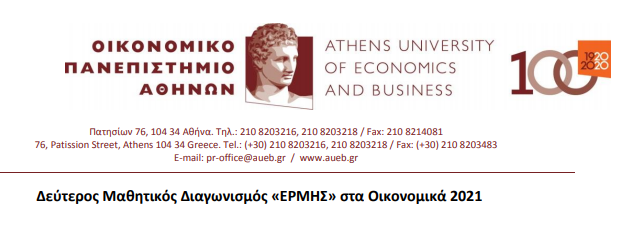 ΟΙΚΟΝΟΜΙΚΟ
ΠΑΝΕΠΙΣΤΗΜΙΟ
ΑΘΗΝΩΝ
ATHENS UNIVERSITY
OF ECONOMICS
AND BUSINESS
100
1920
2020
Πατησίων 76, 104 34 Αθήνα. Τηλ.: 210 8203216, 210 8203218 / Fax: 210 8214081
76, Patission Street, Athens 104 34 Greece. Tel.: (+30) 210 8203216, 210 8203218 / Fax: (+30) 210 8203483
E-mail: pr-office@aueb.gr / www.aueb.gr
Δεύτερος Μαθητικός Διαγωνισμός «ΕΡΜΗΣ» στα Οικονομικά 2021